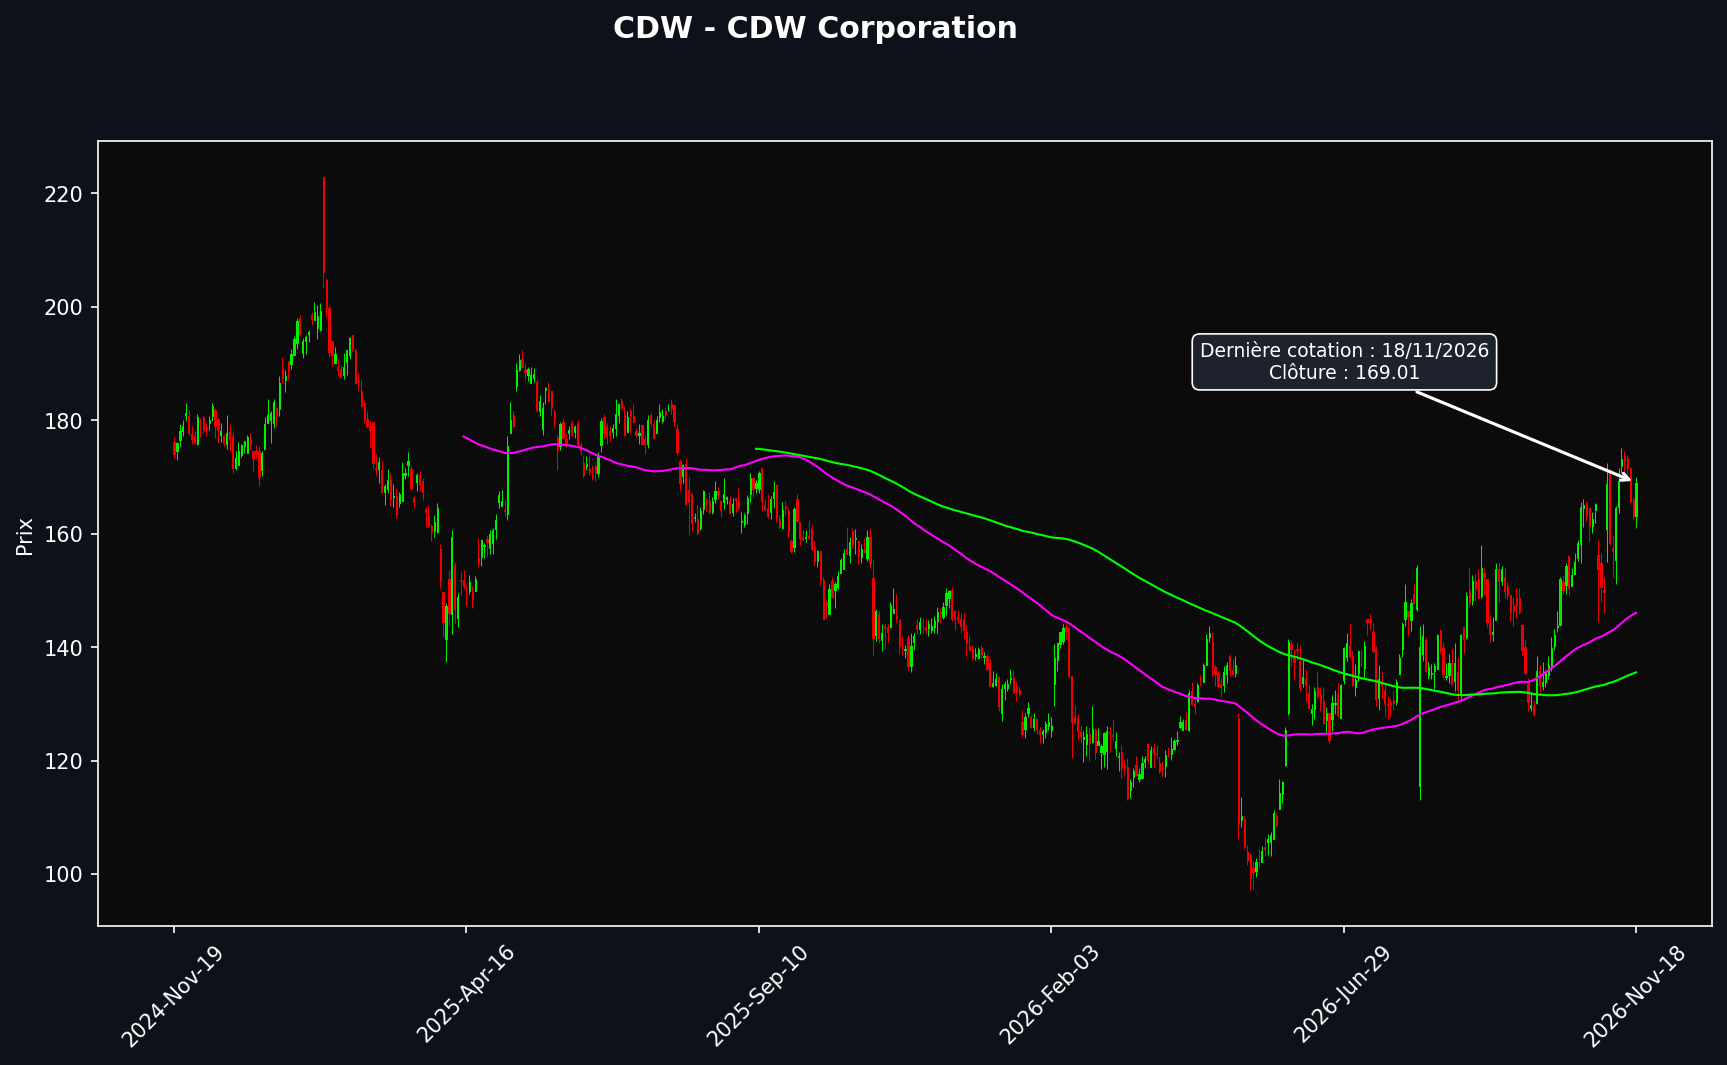 CDW - CDW Corporation
Prix
220
200
180
160
140
120
100
Dernière cotation : 18/11/2026
Clôture : 169.01
2024-Nov-19
2025-Apr-16
2025-Sep-10
2026-Feb-03
2026-Jun-29
2026-Nov-18